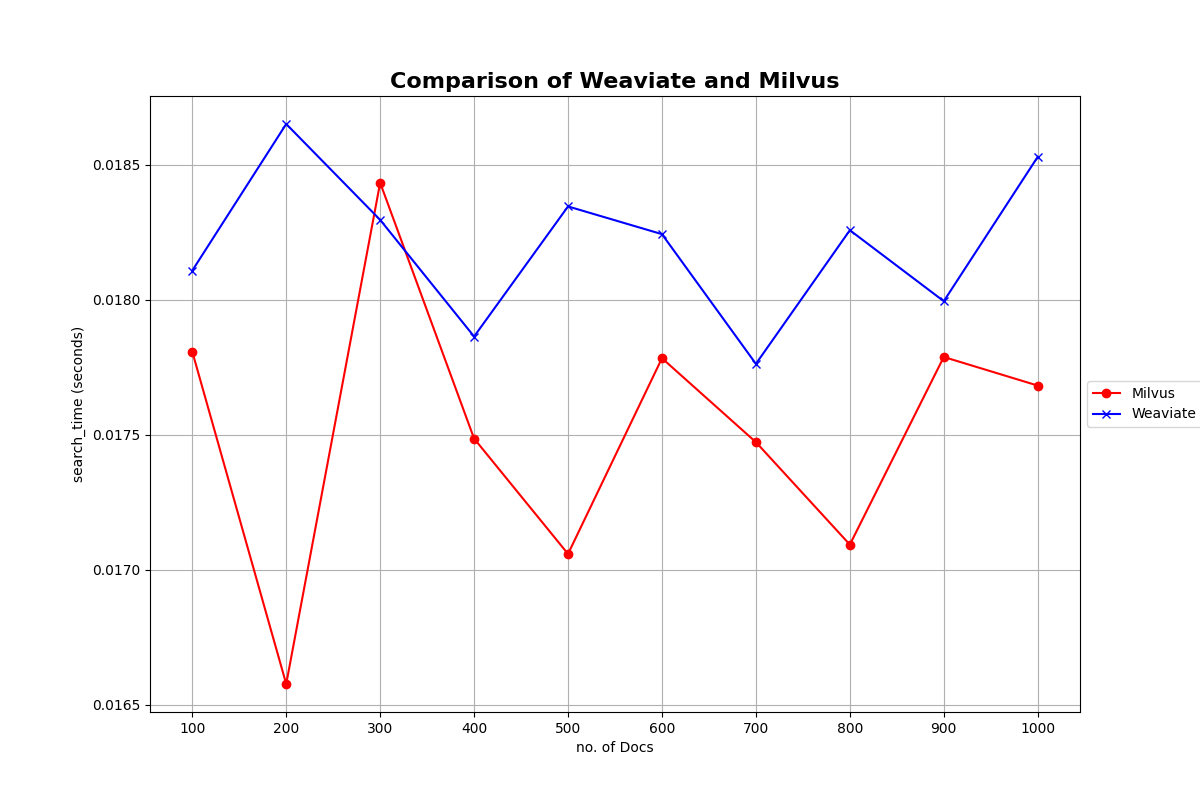 Comparison of Weaviate and Milvus
search_time (seconds)
0.0185
0.0180
0.0175
0.0170
0.0165
100 200 300 400 500 600 700 800 900 1000
no. of Docs
Milvus
Weaviate